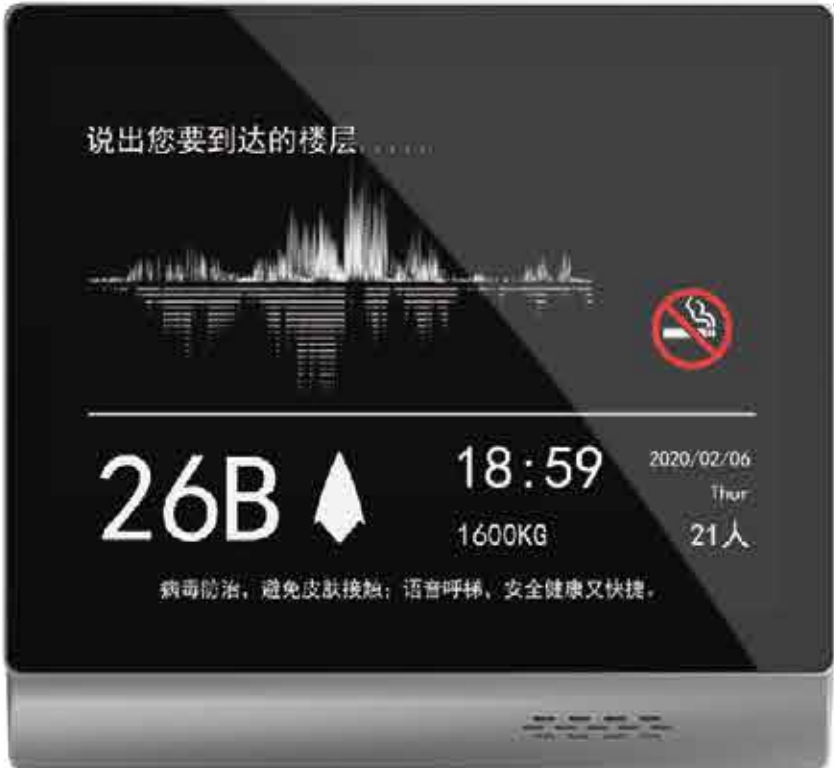 说出您要到达的楼层......
26B
18:59
2020/02/06
Thur
1600KG
21人
病毒防治，避免皮肤接触；语音呼梯、安全健康又快捷。